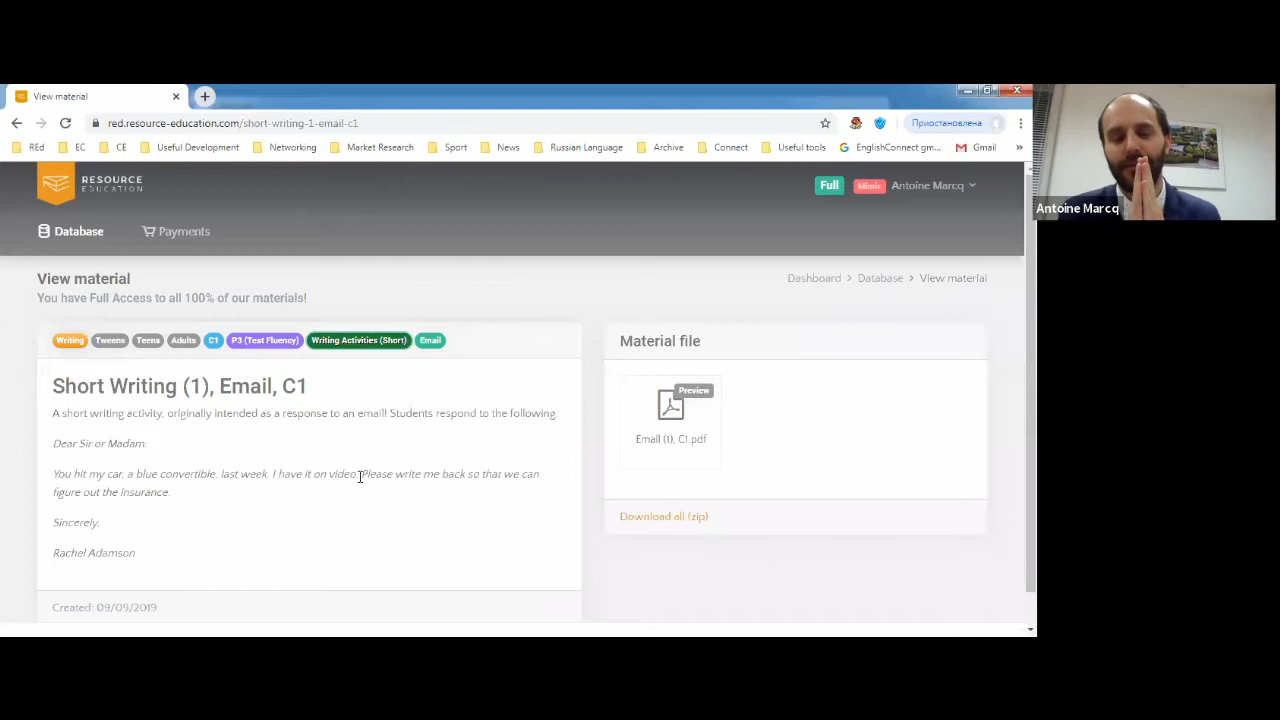 View material
red.resource-education.com/short-writing-1-email-c1
Приостановлена
REd
EC
CE
Useful Development
Networking
Market Research
Sport
News
Russian Language
Archive
Connect
Useful tools
EnglishConnect gm...
Gmail
»
RESOURCE
EDUCATION
Full
Mimic
Antoine Marcq
Antoine Marcq
Database
Payments
View material
You have Full Access to all 100% of our materials!
Dashboard > Database > View material
Writing
Tweens
Teens
Adults
C1
P3 (Test Fluency)
Writing Activities (Short)
Email
Short Writing (1), Email, C1
A short writing activity, originally intended as a response to an email! Students respond to the following.
Dear Sir or Madam,
You hit my car, a blue convertible, last week. I have it on video. Please write me back so that we can
figure out the insurance.
Sincerely,
Rachel Adamson
Created: 09/09/2019
Material file
Preview
Email (1), C1.pdf
Download all (zip)